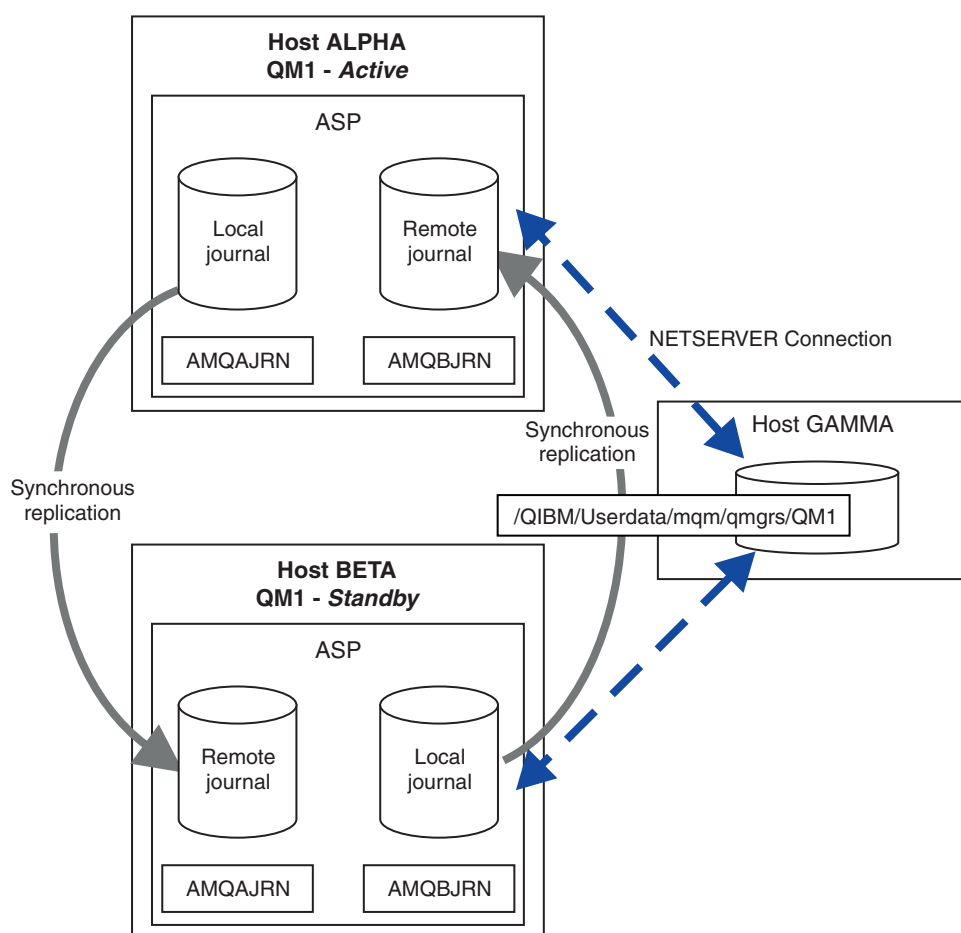 Host ALPHA
QM1 - Active
ASP
Local
journal
Remote
journal
AMQAJRN
AMQBJRN
NETSERVER Connection
Host GAMMA
/QIBM/Userdata/mqm/qmgrs/QM1
Synchronous
replication
Synchronous
replication
Host BETA
QM1 - Standby
ASP
Remote
journal
Local
journal
AMQAJRN
AMQBJRN